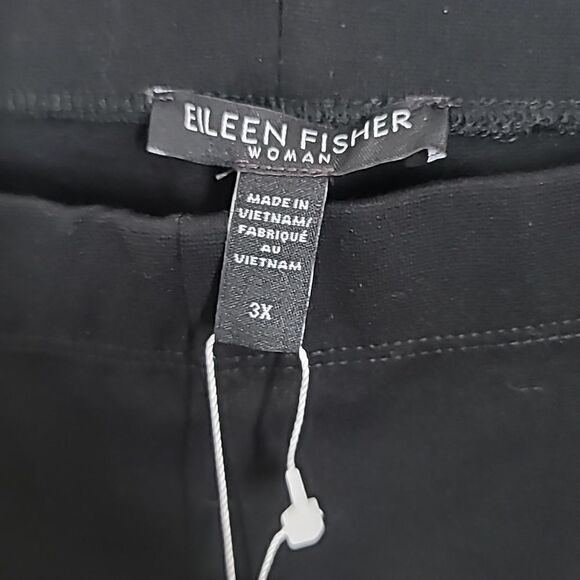 EILEEN FISHER
WOMAN
MADE IN
VIETNAM/
FABRIQUÉ
AU
VIETNAM
3X